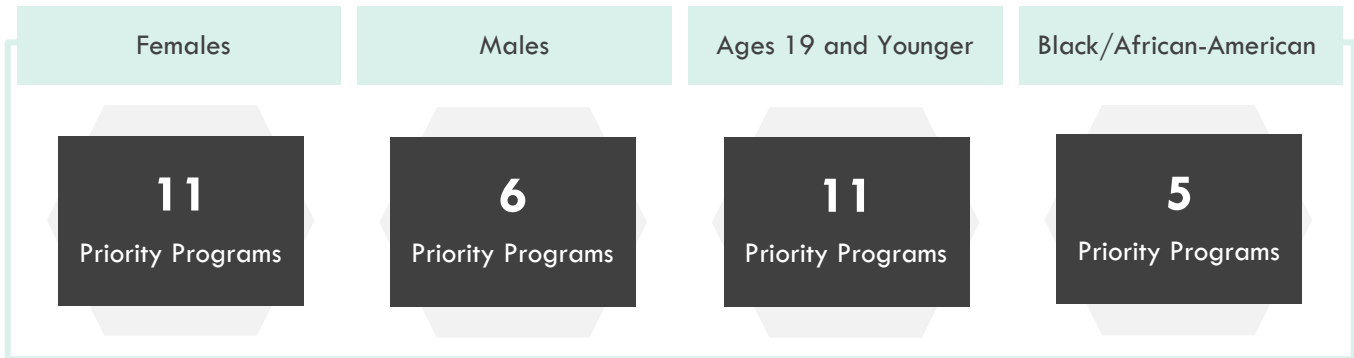 Females
Males
Ages 19 and Younger
Black/African-American
11
Priority Programs
6
Priority Programs
11
Priority Programs
5
Priority Programs